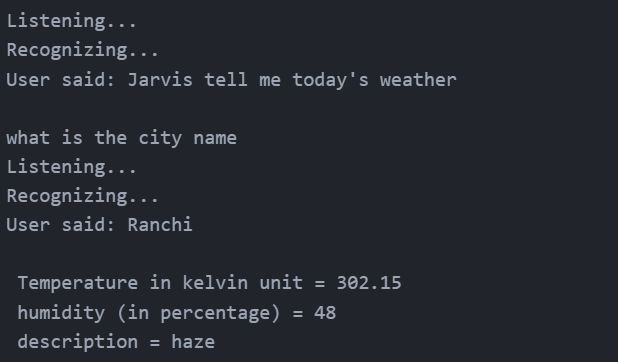 Listening...
Recognizing...
User said: Jarvis tell me today's weather
what is the city name
Listening...
Recognizing...
User said: Ranchi
Temperature in kelvin unit = 302.15
humidity (in percentage) = 48
description = haze